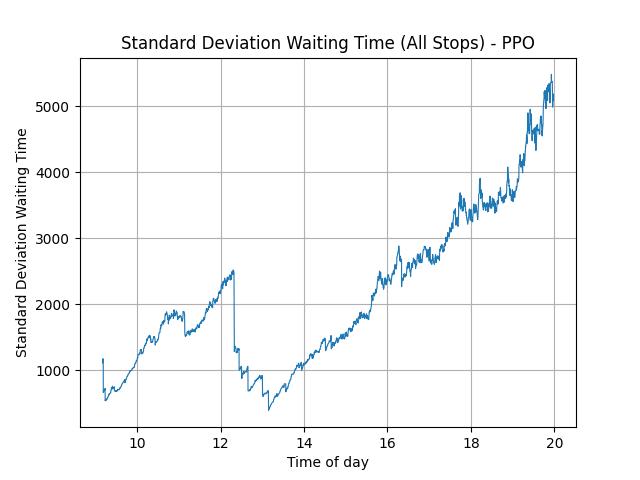 Standard Deviation Waiting Time (All Stops) - PPO
Standard Deviation Waiting Time
5000
4000
3000
2000
1000
10 12 14 16 18 20
Time of day